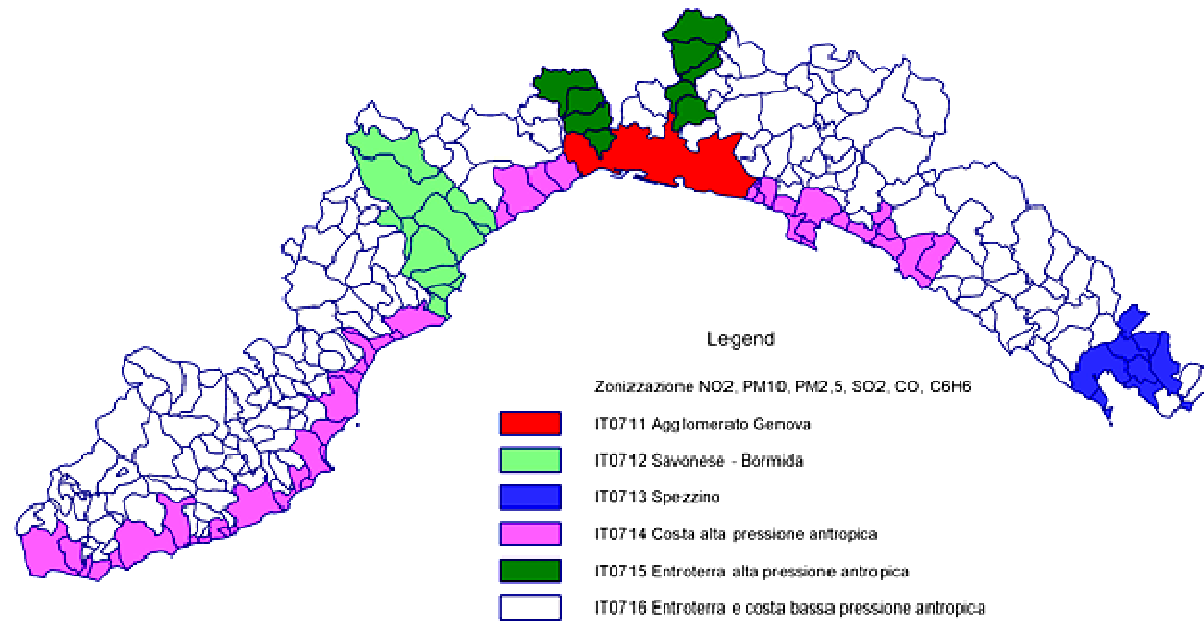 Legend
Zonizzazione NO2, PM10, PM2,5, SO2, CO, C6H6
IT0711 Agglomerato Genova
IT0712 Savonese - Bormida
IT0713 Spezzino
IT0714 Costa alta pressione antropica
IT0715 Entroterra alta pressione antropica
IT0716 Entroterra e costa bassa pressione antropica